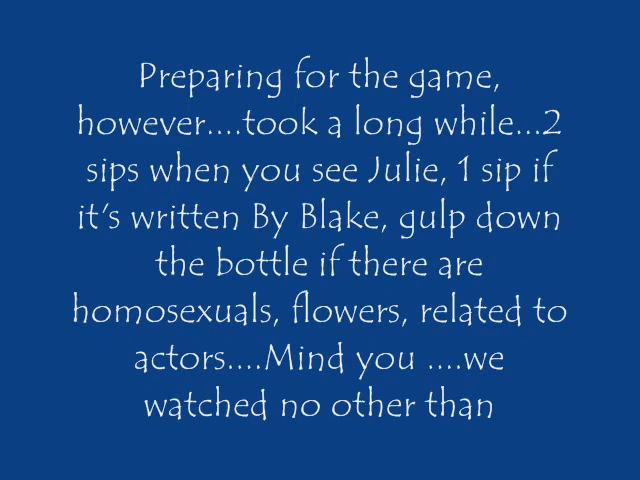 Preparing for the game,
however....took a long while...2
sips when you see Julie, 1 sip if
it's written By Blake, gulp down
the bottle if there are
homosexuals, flowers, related to
actors....Mind you ....we
watched no other than